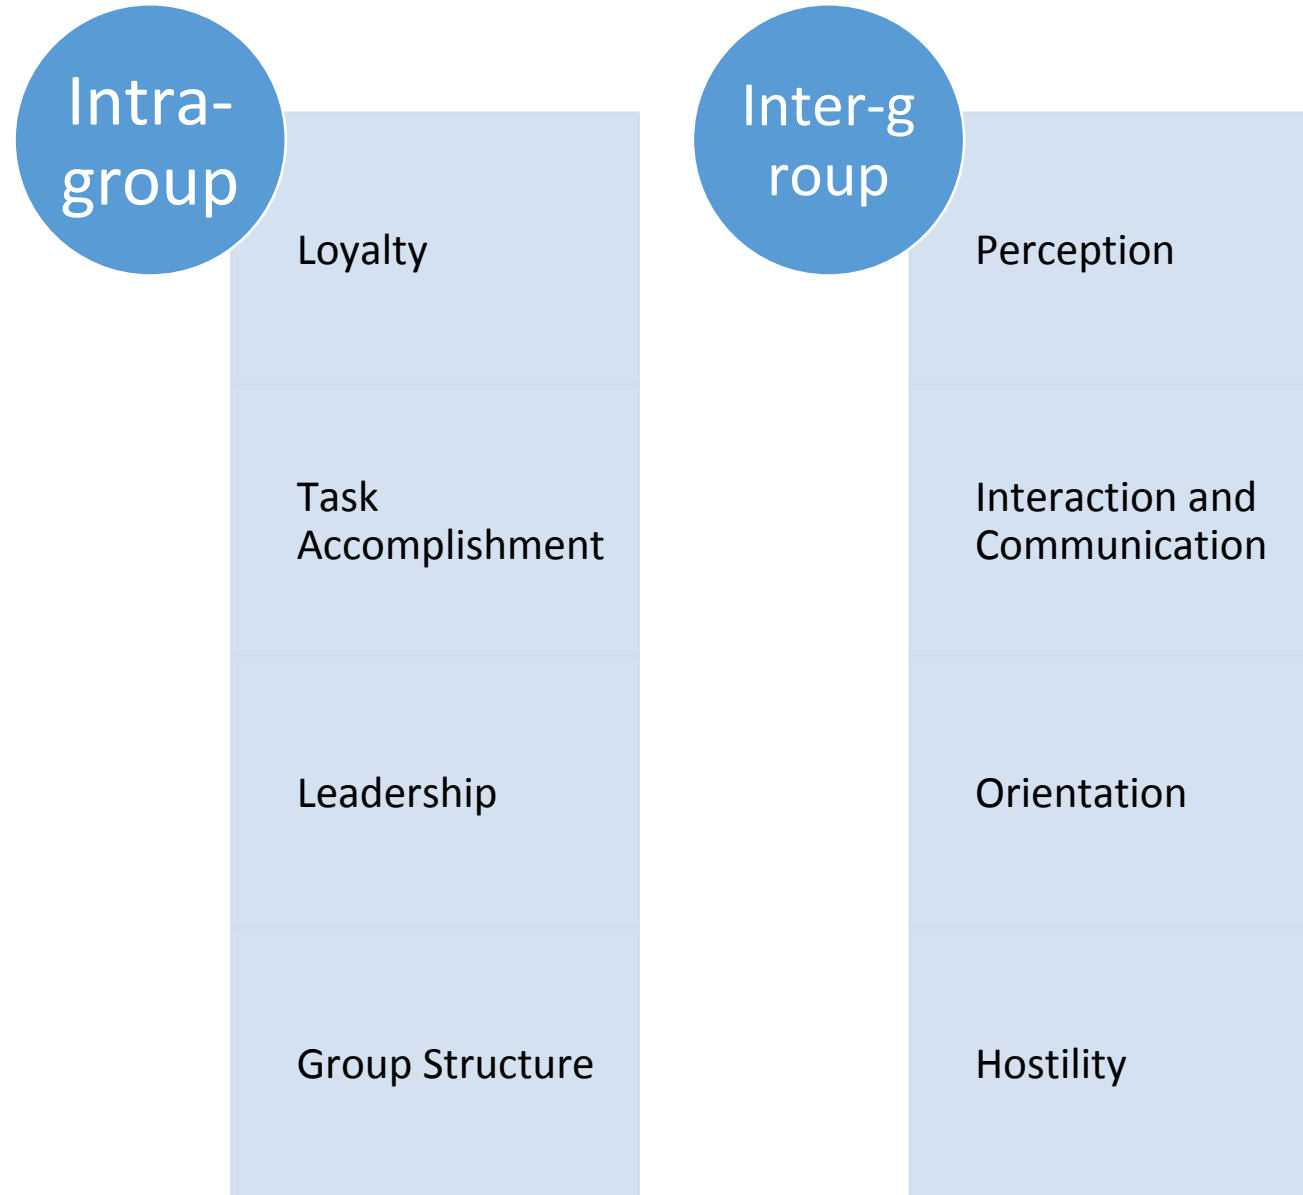 Intra-
group
Loyalty
Task
Accomplishment
Leadership
Group Structure
Inter-g
roup
Perception
Interaction and
Communication
Orientation
Hostility